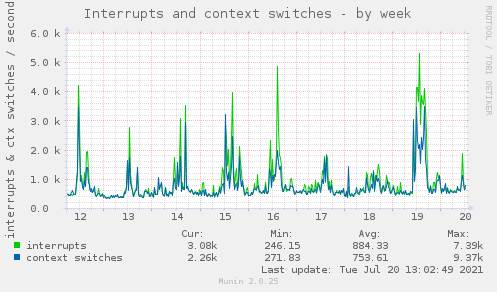 Interrupts and context switches - by week
RRDTOOL / TOBI OETIKER
interrupts & ctx switches / second
6.0 k
5.0 k
4.0 k
3.0 k
2.0 k
1.0 k
0.0
12 13 14 15 16 17 18 19 20
Cur: Min: Avg: Max:
interrupts 3.08k 246.15 884.33 7.39k
context switches 2.26k 271.83 753.61 9.37k
Last update: Tue Jul 20 13:02:49 2021
Munin 2.0.25